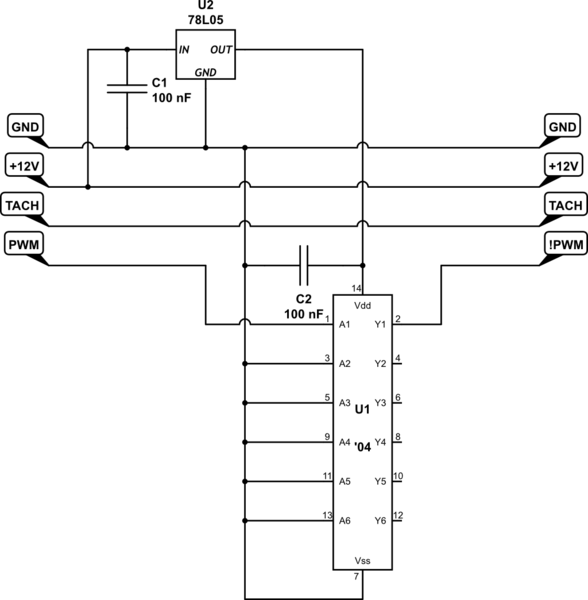 U2
78L05
IN OUT
GND
C1
100 nF
GND GND
+12V +12V
TACH TACH
PWM !PWM
C2
100 nF
14
Vdd
1 A1 Y1 2
3 A2 Y2 4
5 A3 Y3 6
U1
9 A4 Y4 8
'04
11 A5 Y5 10
13 A6 Y6 12
Vss
7